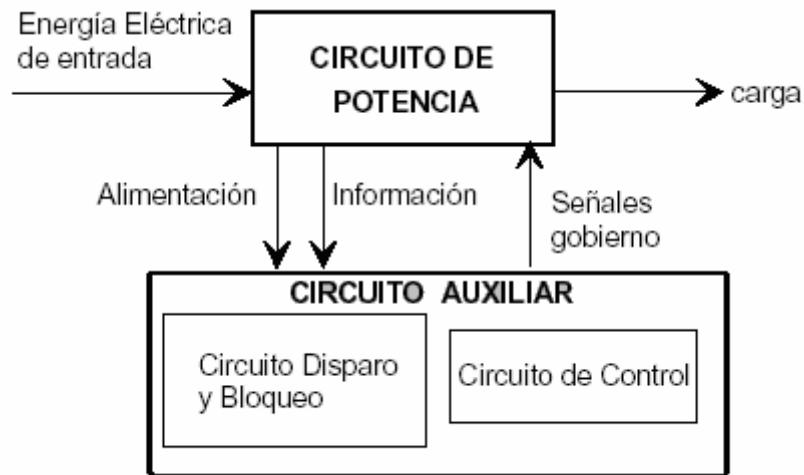 Energía Eléctrica
de entrada
CIRCUITO DE
POTENCIA
carga
Alimentación
Información
Señales
gobierno
CIRCUITO AUXILIAR
Circuito Disparo
y Bloqueo
Circuito de Control